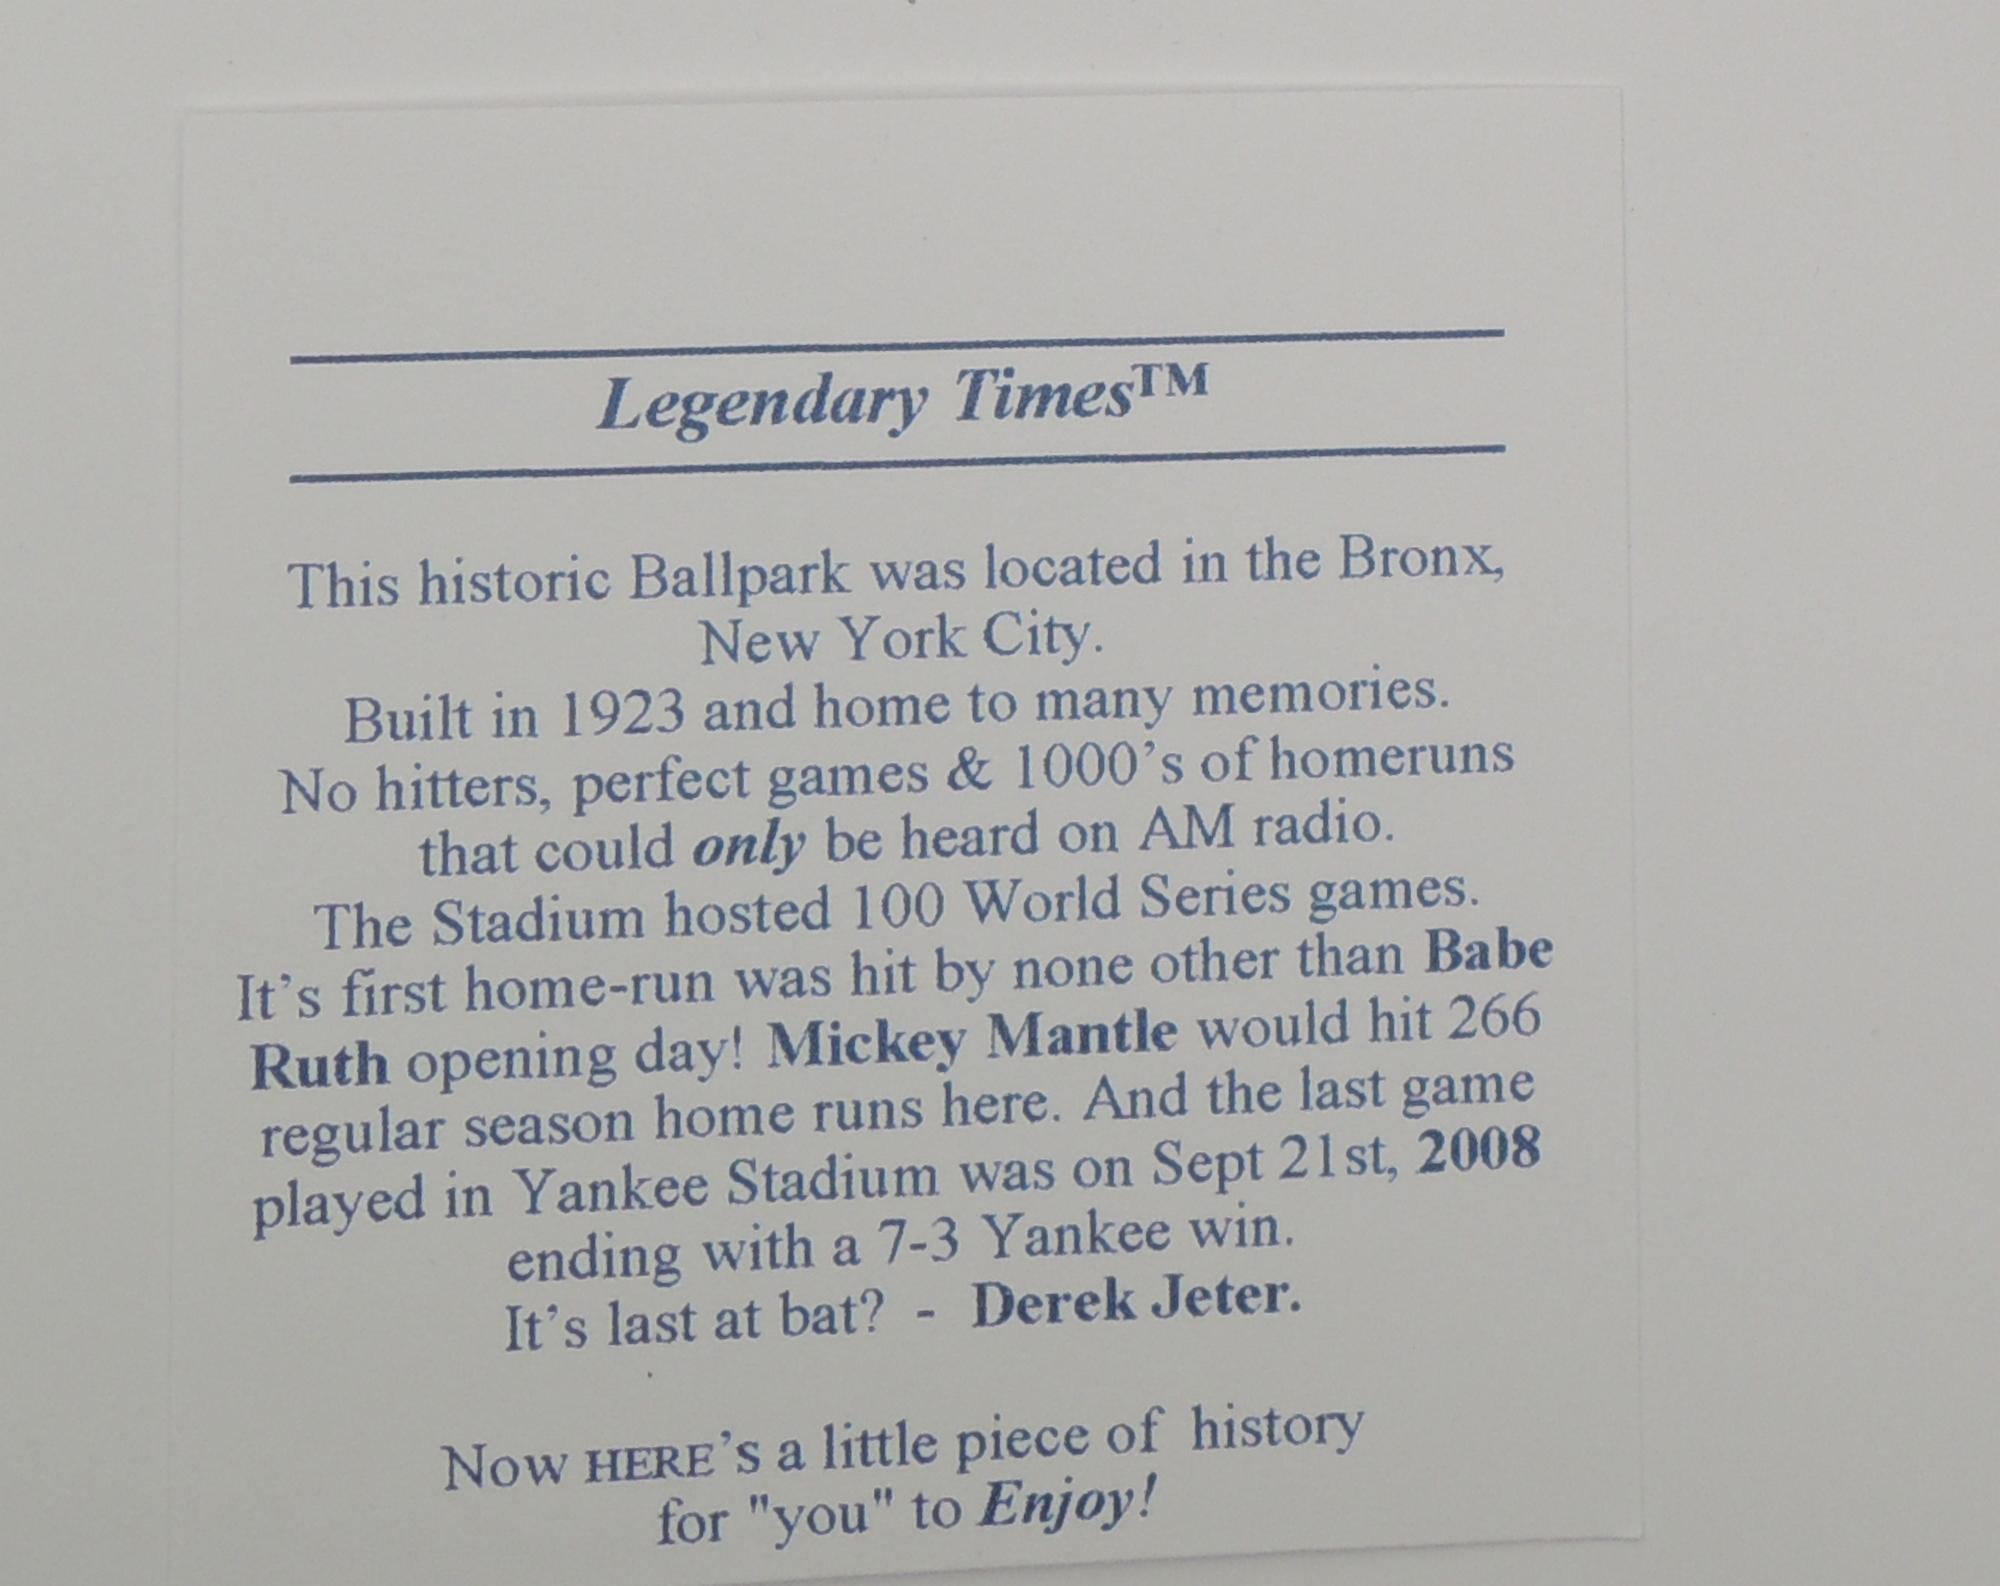 Legendary Times™
This historic Ballpark was located in the Bronx,
New York City.
Built in 1923 and home to many memories.
No hitters, perfect games & 1000's of homeruns
that could only be heard on AM radio.
The Stadium hosted 100 World Series games.
It's first home-run was hit by none other than Babe
Ruth opening day! Mickey Mantle would hit 266
regular season home runs here. And the last game
played in Yankee Stadium was on Sept 21st, 2008
ending with a 7-3 Yankee win.
It's last at bat? - Derek Jeter.
Now HERE's a little piece of history
for "you" to Enjoy!